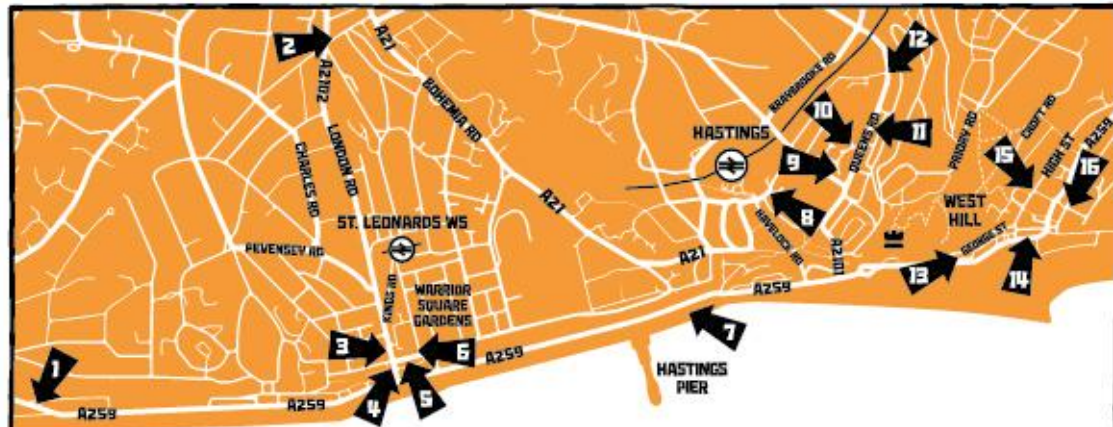 2
A2102
A21
BOHEMIA RD
BRAYBROOKE RD
12
10
HASTINGS
QUEENS RD
11
PRIORY RD
15
CROFT RD
HIGH ST
A259
16
LONDON RD
CHARLES RD
9
A21
8
HAVELOCK RD
WEST
HILL
ST. LEONARDS WS
PEVENSEY RD
A21
A2101
GEORGE ST
13
14
KINGS RD
WARRIOR
SQUARE
GARDENS
A259
7
3
6
A259
1
4
5
HASTINGS
PIER
A259
A259